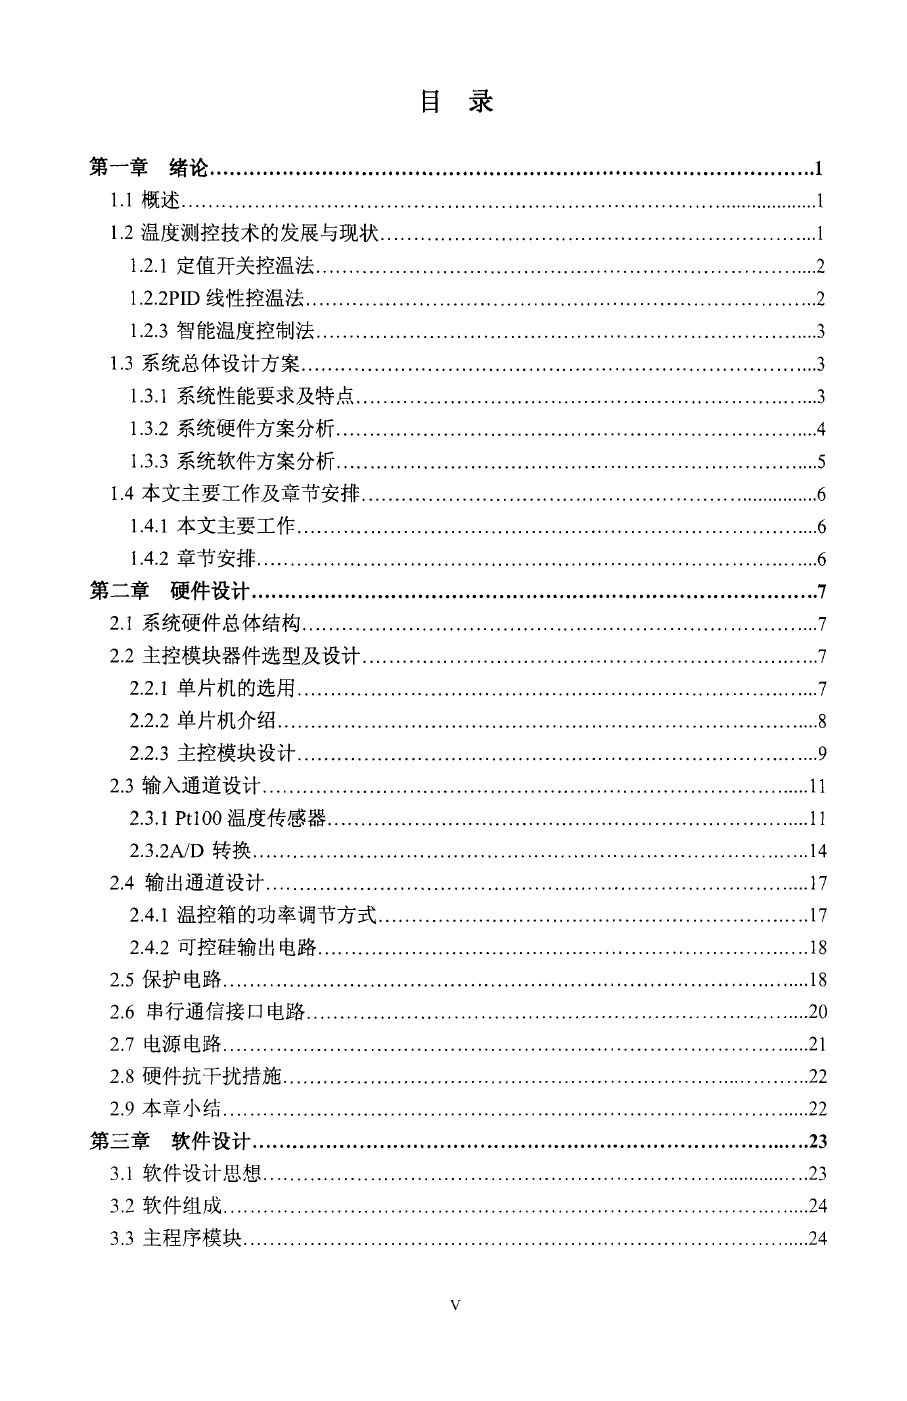 目 录
第一章 绪论………………………………………………………………1
1.1 概述………………………………………………………………1
1.2 温度测控技术的发展与现状………………………………………………………………1
1.2.1 定值开关控温法………………………………………………………………2
1.2.2PID 线性控温法………………………………………………………………2
1.2.3 智能温度控制法………………………………………………………………3
1.3 系统总体设计方案………………………………………………………………3
1.3.1 系统性能要求及特点………………………………………………………………3
1.3.2 系统硬件方案分析………………………………………………………………4
1.3.3 系统软件方案分析………………………………………………………………5
1.4 本文主要工作及章节安排………………………………………………………………6
1.4.1 本文主要工作………………………………………………………………6
1.4.2 章节安排………………………………………………………………6
第二章 硬件设计………………………………………………………………7
2.1 系统硬件总体结构………………………………………………………………7
2.2 主控模块器件选型及设计………………………………………………………………7
2.2.1 单片机的选用………………………………………………………………7
2.2.2 单片机介绍………………………………………………………………8
2.2.3 主控模块设计………………………………………………………………9
2.3 输入通道设计………………………………………………………………11
2.3.1 Pt100 温度传感器………………………………………………………………11
2.3.2A/D 转换………………………………………………………………14
2.4 输出通道设计………………………………………………………………17
2.4.1 温控箱的功率调节方式………………………………………………………………17
2.4.2 可控硅输出电路………………………………………………………………18
2.5 保护电路………………………………………………………………18
2.6 串行通信接口电路………………………………………………………………20
2.7 电源电路………………………………………………………………21
2.8 硬件抗干扰措施………………………………………………………………22
2.9 本章小结………………………………………………………………22
第三章 软件设计………………………………………………………………23
3.1 软件设计思想………………………………………………………………23
3.2 软件组成………………………………………………………………24
3.3 主程序模块………………………………………………………………24
V